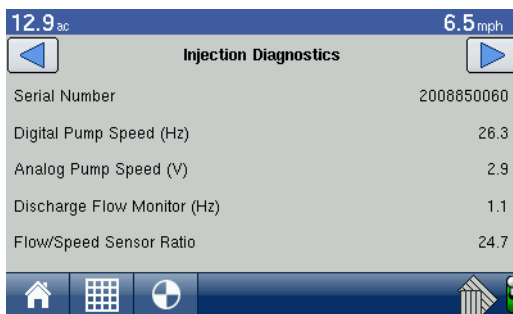 12.9 ac 6.5 mph
Injection Diagnostics
Serial Number 2008850060
Digital Pump Speed (Hz) 26.3
Analog Pump Speed (V) 2.9
Discharge Flow Monitor (Hz) 1.1
Flow/Speed Sensor Ratio 24.7